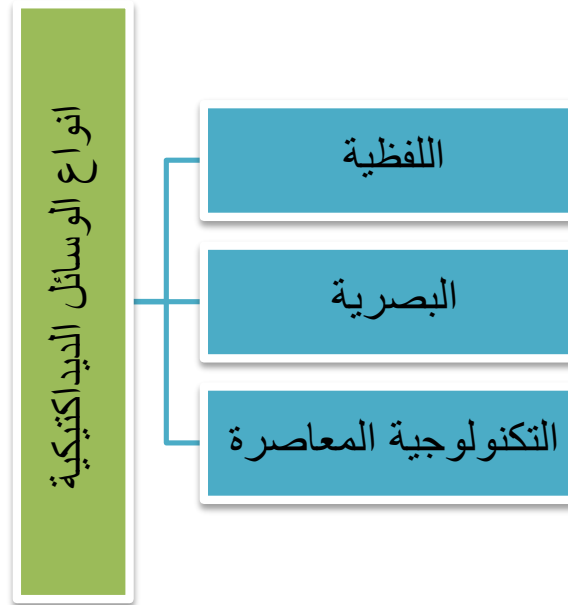 انواع الوسائل الديداكتيكية
اللفظية
البصرية
التكنولوجية المعاصرة